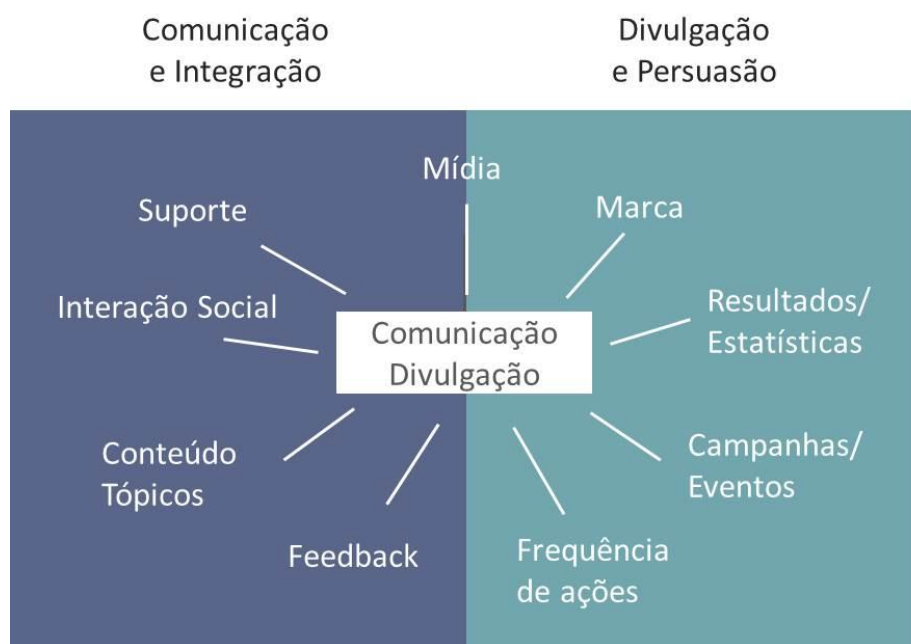 Comunicação
e Integração
Divulgação
e Persuasão
Mídia
Suporte
Marca
Interação Social
Resultados/
Estatísticas
Comunicação
Divulgação
Conteúdo
Tópicos
Campanhas/
Eventos
Feedback
Frequência
de ações